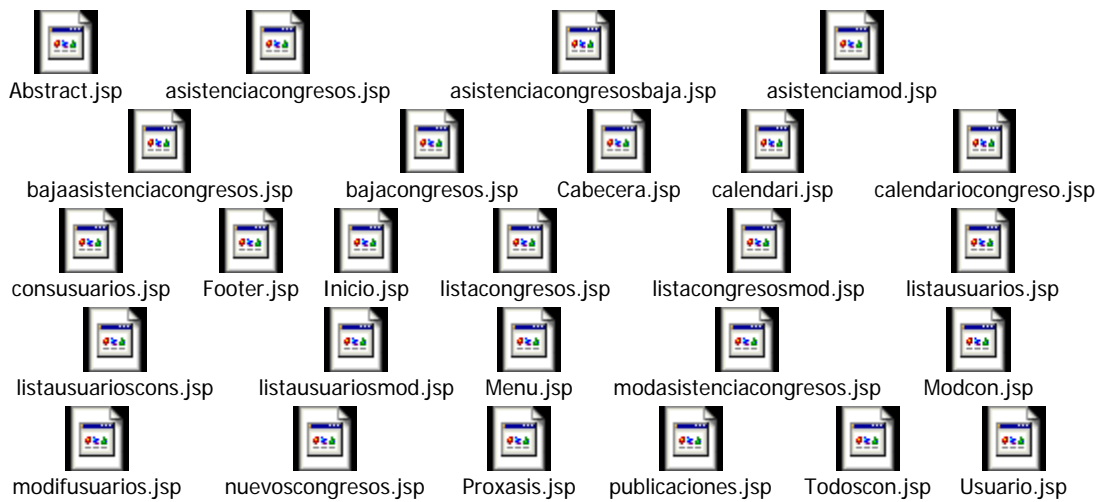 Abstract.jsp asistenciacongresos.jsp asistenciacongresosbaja.jsp asistenciamod.jsp
bajaasistenciacongresos.jsp bajacongresos.jsp Cabecera.jsp calendari.jsp calendariocongreso.jsp
consusuarios.jsp Footer.jsp Inicio.jsp listacongresos.jsp listacongresosmod.jsp listausuarios.jsp
listausuarioscons.jsp listausuariosmod.jsp Menu.jsp modasistenciacongresos.jsp Modcon.jsp
modifusuarios.jsp nuevoscongresos.jsp Proxasis.jsp publicaciones.jsp Todoscon.jsp Usuario.jsp